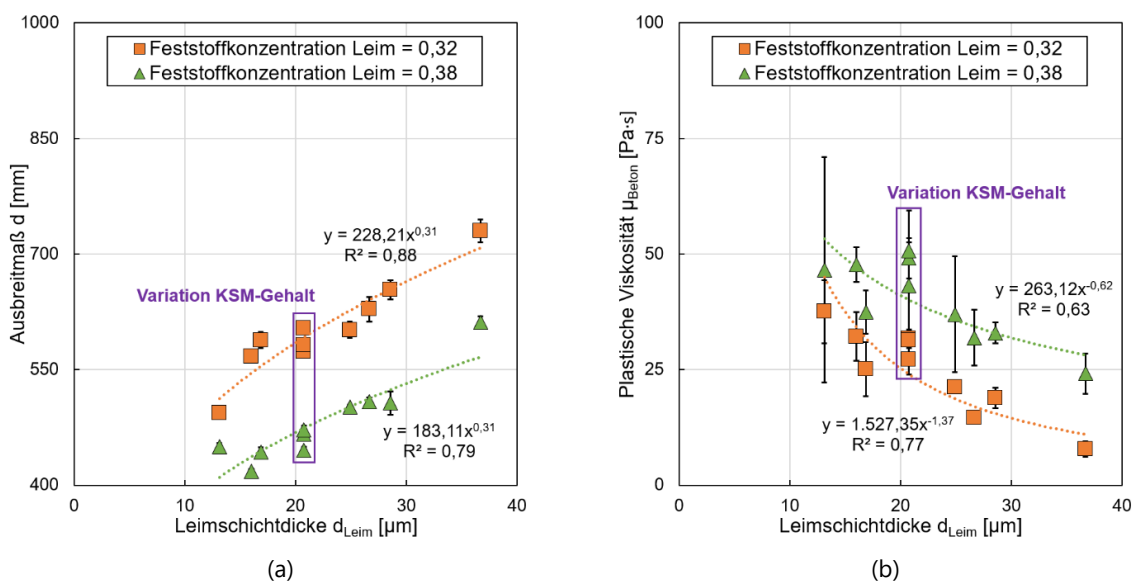 1000
850
700
550
400
Ausbreitmaß d [mm]
Feststoffkonzentration Leim = 0,32
Feststoffkonzentration Leim = 0,38
y = 228,21x^0,31
R² = 0,88
Variation KSM-Gehalt
y = 183,11x^0,31
R² = 0,79
0 10 20 30 40
Leimschichtdicke d_Leim [µm]
(a)
100
75
50
25
0
Plastische Viskosität µ_Beton [Pa·s]
Feststoffkonzentration Leim = 0,32
Feststoffkonzentration Leim = 0,38
Variation KSM-Gehalt
y = 263,12x^-0,62
R² = 0,63
y = 1.527,35x^-1,37
R² = 0,77
0 10 20 30 40
Leimschichtdicke d_Leim [µm]
(b)